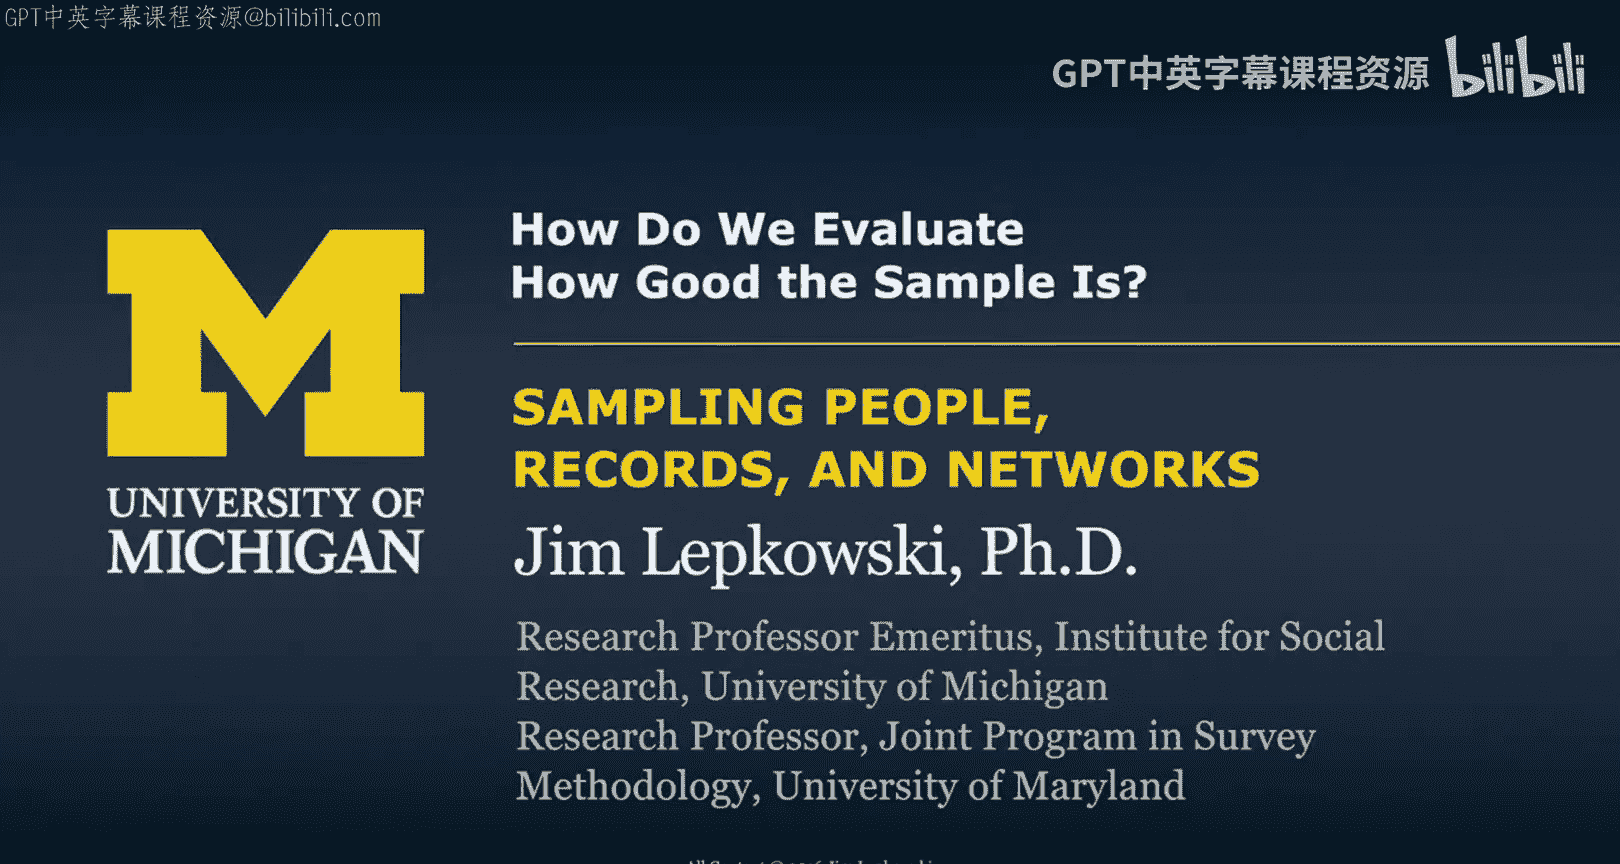 GPT中英字幕课程资源@bilibili.com
GPT中英字幕课程资源 bilibili
How Do We Evaluate
How Good the Sample Is?
SAMPLING PEOPLE,
RECORDS, AND NETWORKS
Jim Lepkowski, Ph.D.
Research Professor Emeritus, Institute for Social
Research, University of Michigan
Research Professor, Joint Program in Survey
Methodology, University of Maryland
M
UNIVERSITY OF
MICHIGAN